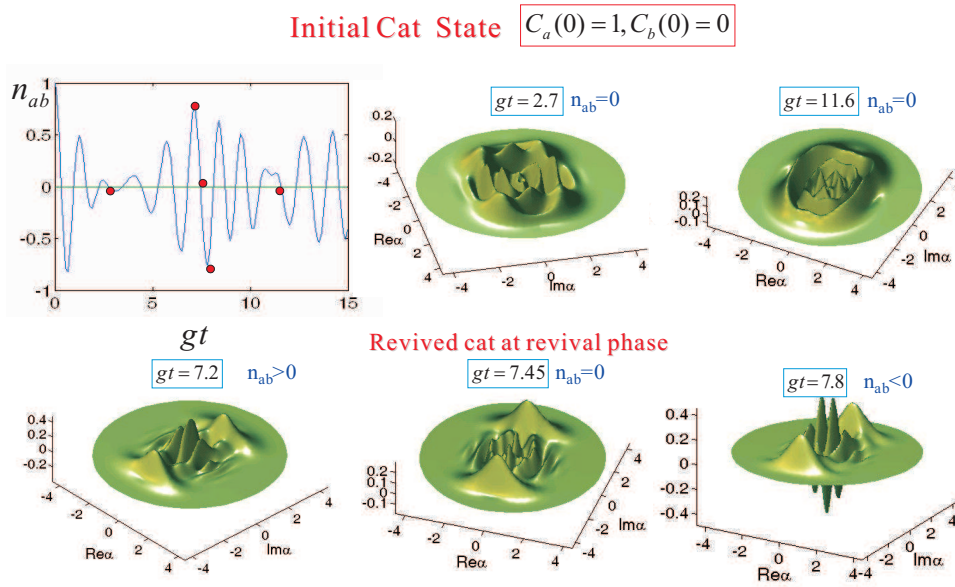 Initial Cat State C_a(0)=1, C_b(0)=0
n_ab
1
0.5
0
-0.5
-1
0 5 10 15
gt
gt = 2.7 n_ab=0
0.2
0
-0.2
-4
-2
0
2
4
Reα
-4 -2 0 2 4
Imα
gt = 11.6 n_ab=0
0.2
0.1
0
-0.1
-4 -2 0 2 4
Reα
-4
-2
0
2
4
Imα
Revived cat at revival phase
gt = 7.2 n_ab>0
0.4
0.2
0
-0.2
-4
-2
0
2
4
Reα
-4
-2
0
2
4
Imα
gt = 7.45 n_ab=0
0.2
0.1
0
-0.1
-4 -2 0 2 4
Reα
-4
-2
0
2
4
Imα
gt = 7.8 n_ab<0
0.4
0.2
0
-0.2
-0.4
-4 -2 0 2 4
Reα
-4
-2
0
2
4
Imα